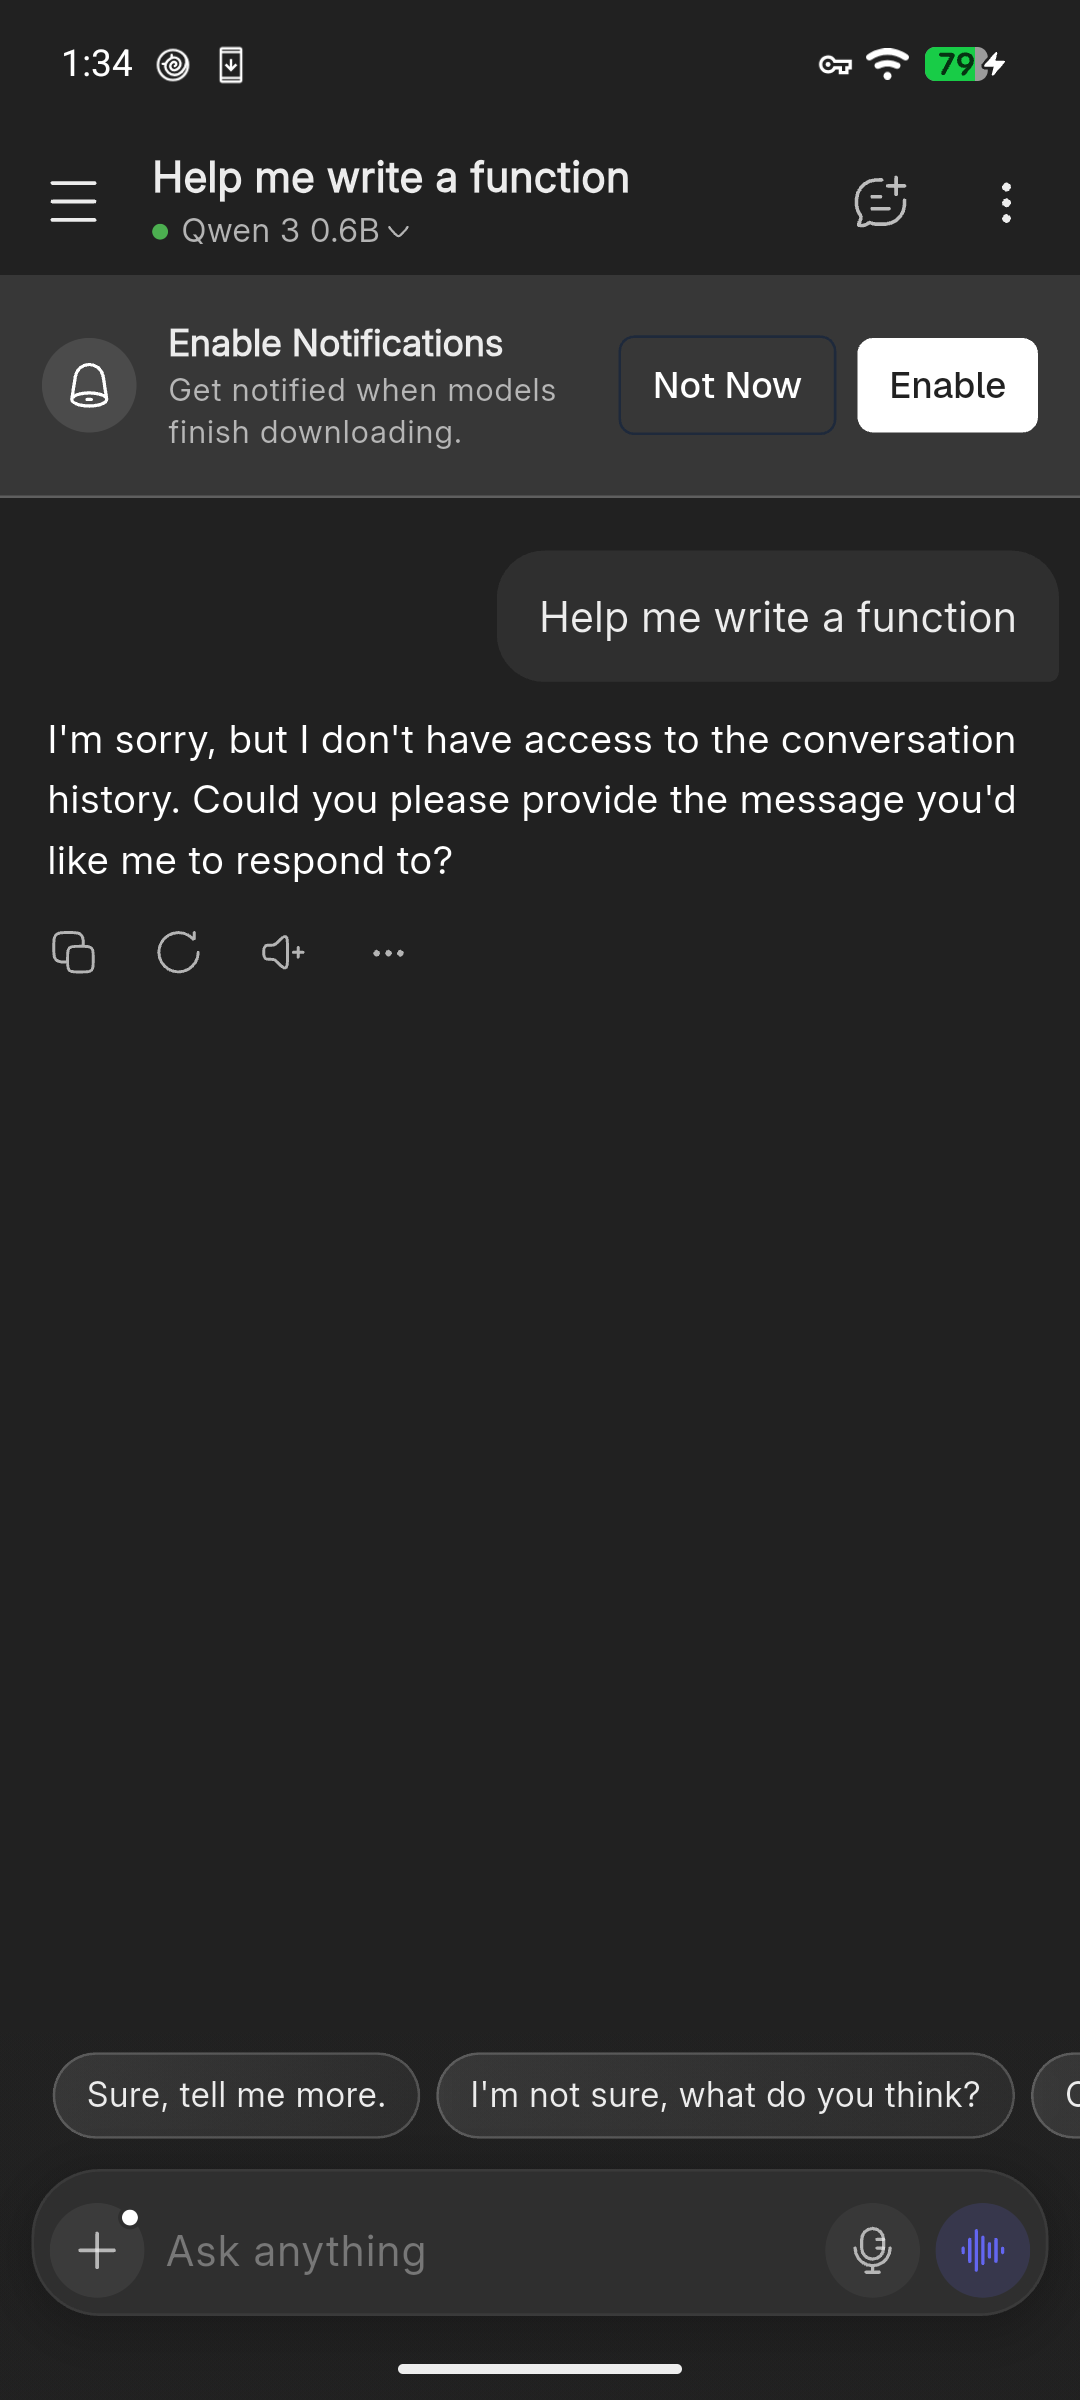 1:34
79
Help me write a function
Qwen 3 0.6B
Enable Notifications
Get notified when models
finish downloading.
Not Now
Enable
Help me write a function
I'm sorry, but I don't have access to the conversation
history. Could you please provide the message you'd
like me to respond to?
Sure, tell me more.
I'm not sure, what do you think?
Ask anything